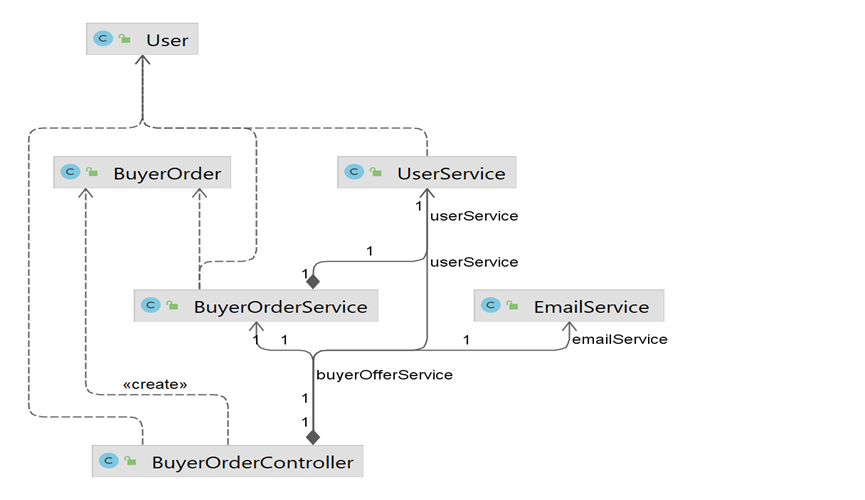 C User
C BuyerOrder
C UserService
1
userService
1
userService
1
C BuyerOrderService
C EmailService
1
1
1
emailService
buyerOfferService
«create»
1
1
C BuyerOrderController